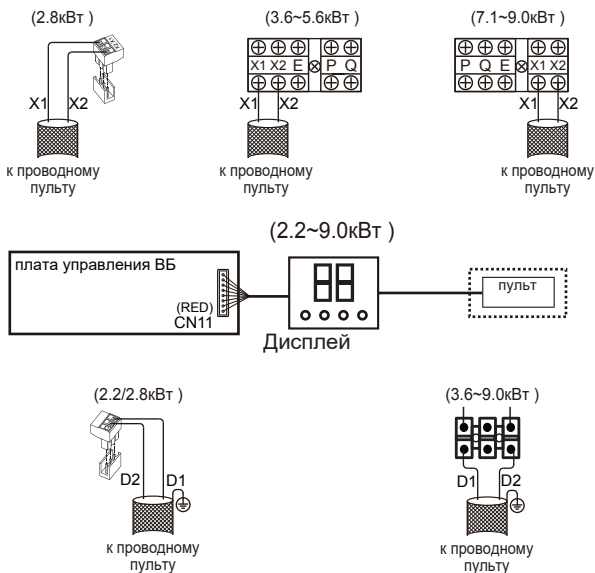 (2.8кВт )
(3.6~5.6кВт )
(7.1~9.0кВт )
X1 X2 E P Q
P Q E X1 X2
X1 X2
X1 X2
X1 X2
к проводному
пульту
к проводному
пульту
к проводному
пульту
(2.2~9.0кВт )
плата управления ВБ
(RED)
CN11
пульт
Дисплей
(2.2/2.8кВт )
(3.6~9.0кВт )
D2 D1
D1 D2
к проводному
пульту
к проводному
пульту